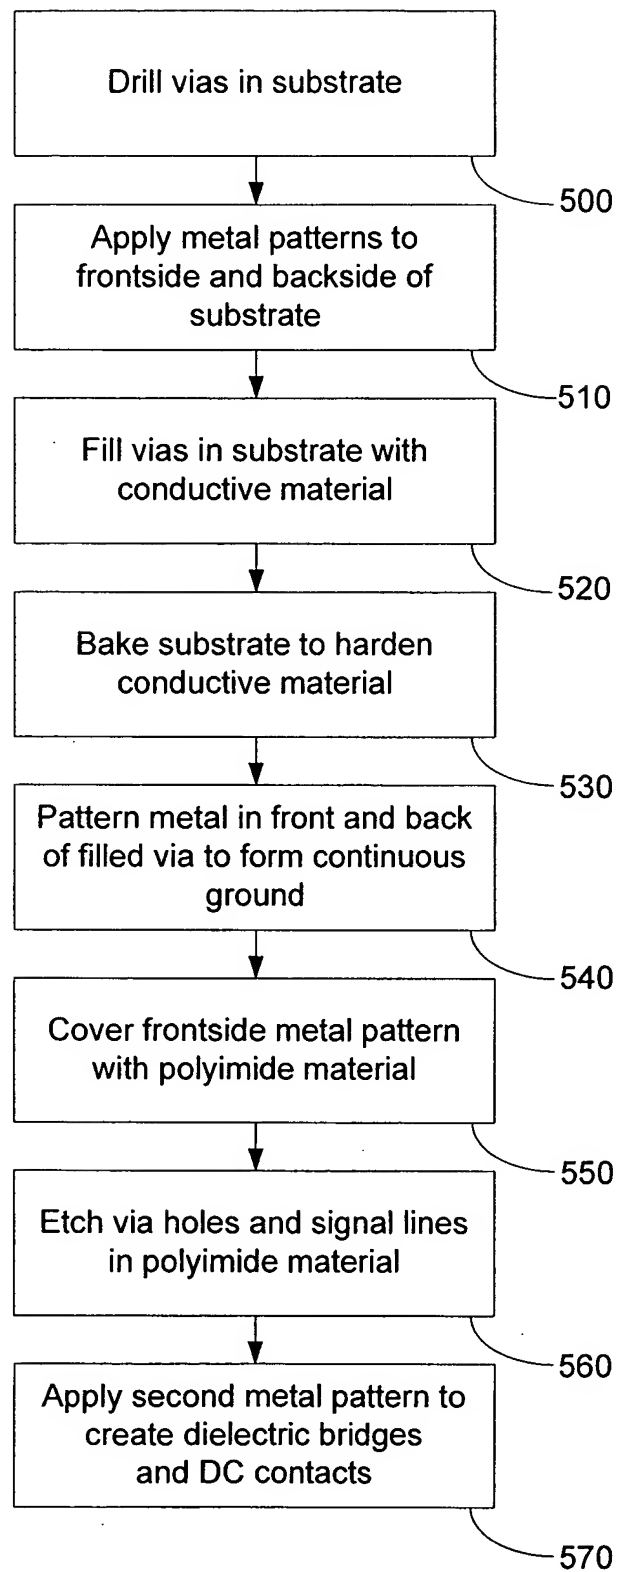 Drill vias in substrate
500
Apply metal patterns to
frontside and backside of
substrate
510
Fill vias in substrate with
conductive material
520
Bake substrate to harden
conductive material
530
Pattern metal in front and back
of filled via to form continuous
ground
540
Cover frontside metal pattern
with polyimide material
550
Etch via holes and signal lines
in polyimide material
560
Apply second metal pattern to
create dielectric bridges
and DC contacts
570